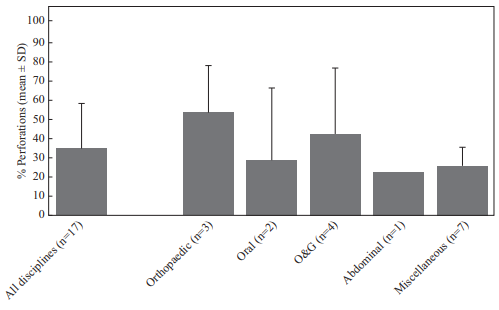 % Perforations (mean ± SD)
100
90
80
70
60
50
40
30
20
10
0
All disciplines (n=17)
Orthopaedic (n=3)
Oral (n=2)
O&G (n=4)
Abdominal (n=1)
Miscellaneous (n=7)